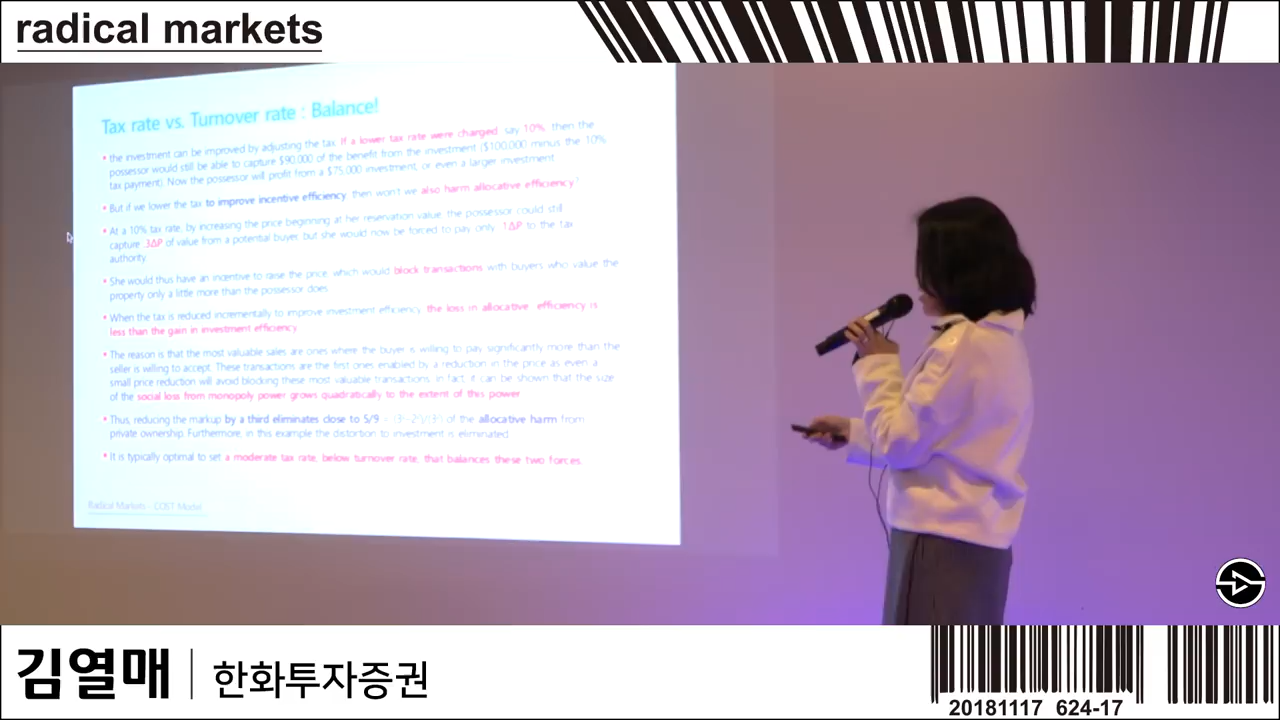 radical markets
Tax rate vs. Turnover rate : Balance!
• the investment can be improved by adjusting the tax. If a lower tax rate were charged, say 10%, then the
possessor would still be able to capture $90,000 of the benefit from the investment ($100,000 minus the 10%
tax payment). Now the possessor will profit from a $75,000 investment, or even a larger investment.
• But if we lower the tax to improve incentive efficiency, then won't we also harm allocative efficiency?
• At a 10% tax rate, by increasing the price beginning at her reservation value, the possessor could still
capture 3ΔP of value from a potential buyer but she would now be forced to pay only 1ΔP to the tax
authority.
• She would thus have an incentive to raise the price, which would block transactions with buyers who value the
property only a little more than the possessor does.
• When the tax is reduced incrementally to improve investment efficiency, the loss in allocative efficiency is
less than the gain in investment efficiency.
• The reason is that the most valuable sales are ones where the buyer is willing to pay significantly more than the
seller is willing to accept. These transactions are the first ones enabled by a reduction in the price as even a
small price reduction will avoid blocking these most valuable transactions. in fact, it can be shown that the size
of the social loss from monopoly power grows quadratically to the extent of this power.
• Thus, reducing the markup by a third eliminates close to 5/9 = (3²-2²)/(3²) of the allocative harm from
private ownership. Furthermore, in this example the distortion to investment is eliminated.
• It is typically optimal to set a moderate tax rate, below turnover rate, that balances these two forces.
Radical Markets - COST Model
김열매 | 한화투자증권
20181117 624-17